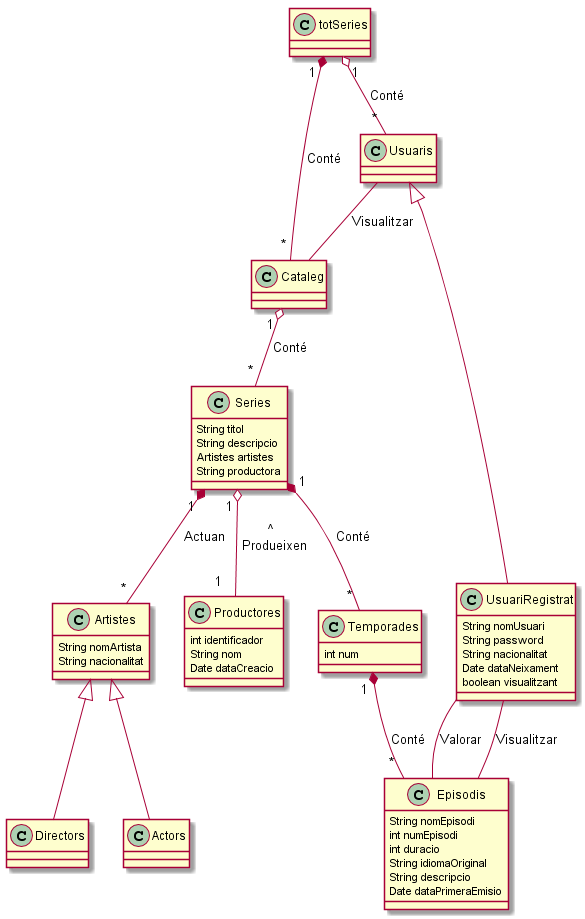 C totSeries
1
1
Conté
*
C Usuaris
Conté
Visualitzar
*
C Cataleg
1
Conté
*
C Series
String titol
String descripcio
Artistes artistes
String productora
1
1
1
Actuan
^
Produeixen
Conté
*
1
*
C Artistes
String nomArtista
String nacionalitat
C Productores
int identificador
String nom
Date dataCreacio
C Temporades
int num
C UsuariRegistrat
String nomUsuari
String password
String nacionalitat
Date dataNeixament
boolean visualitzant
1
Conté
*
Valorar
Visualitzar
C Directors
C Actors
C Episodis
String nomEpisodi
int numEpisodi
int duracio
String idiomaOriginal
String descripcio
Date dataPrimeraEmisio